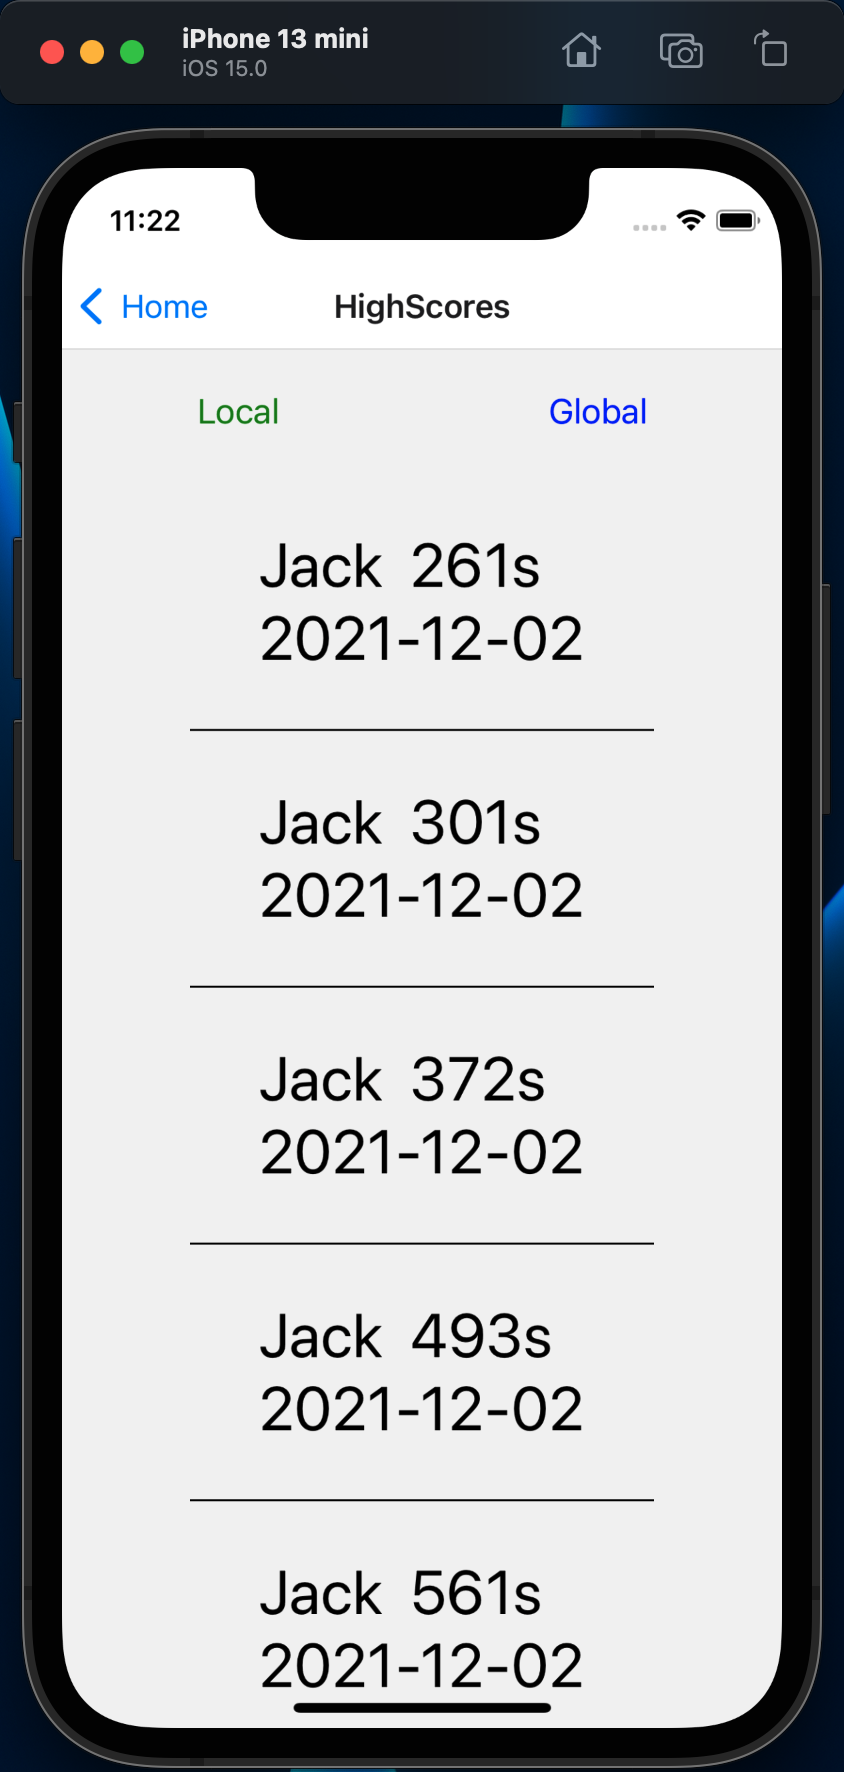 iPhone 13 mini
iOS 15.0
11:22
Home HighScores
Local Global
Jack 261s
2021-12-02
Jack 301s
2021-12-02
Jack 372s
2021-12-02
Jack 493s
2021-12-02
Jack 561s
2021-12-02